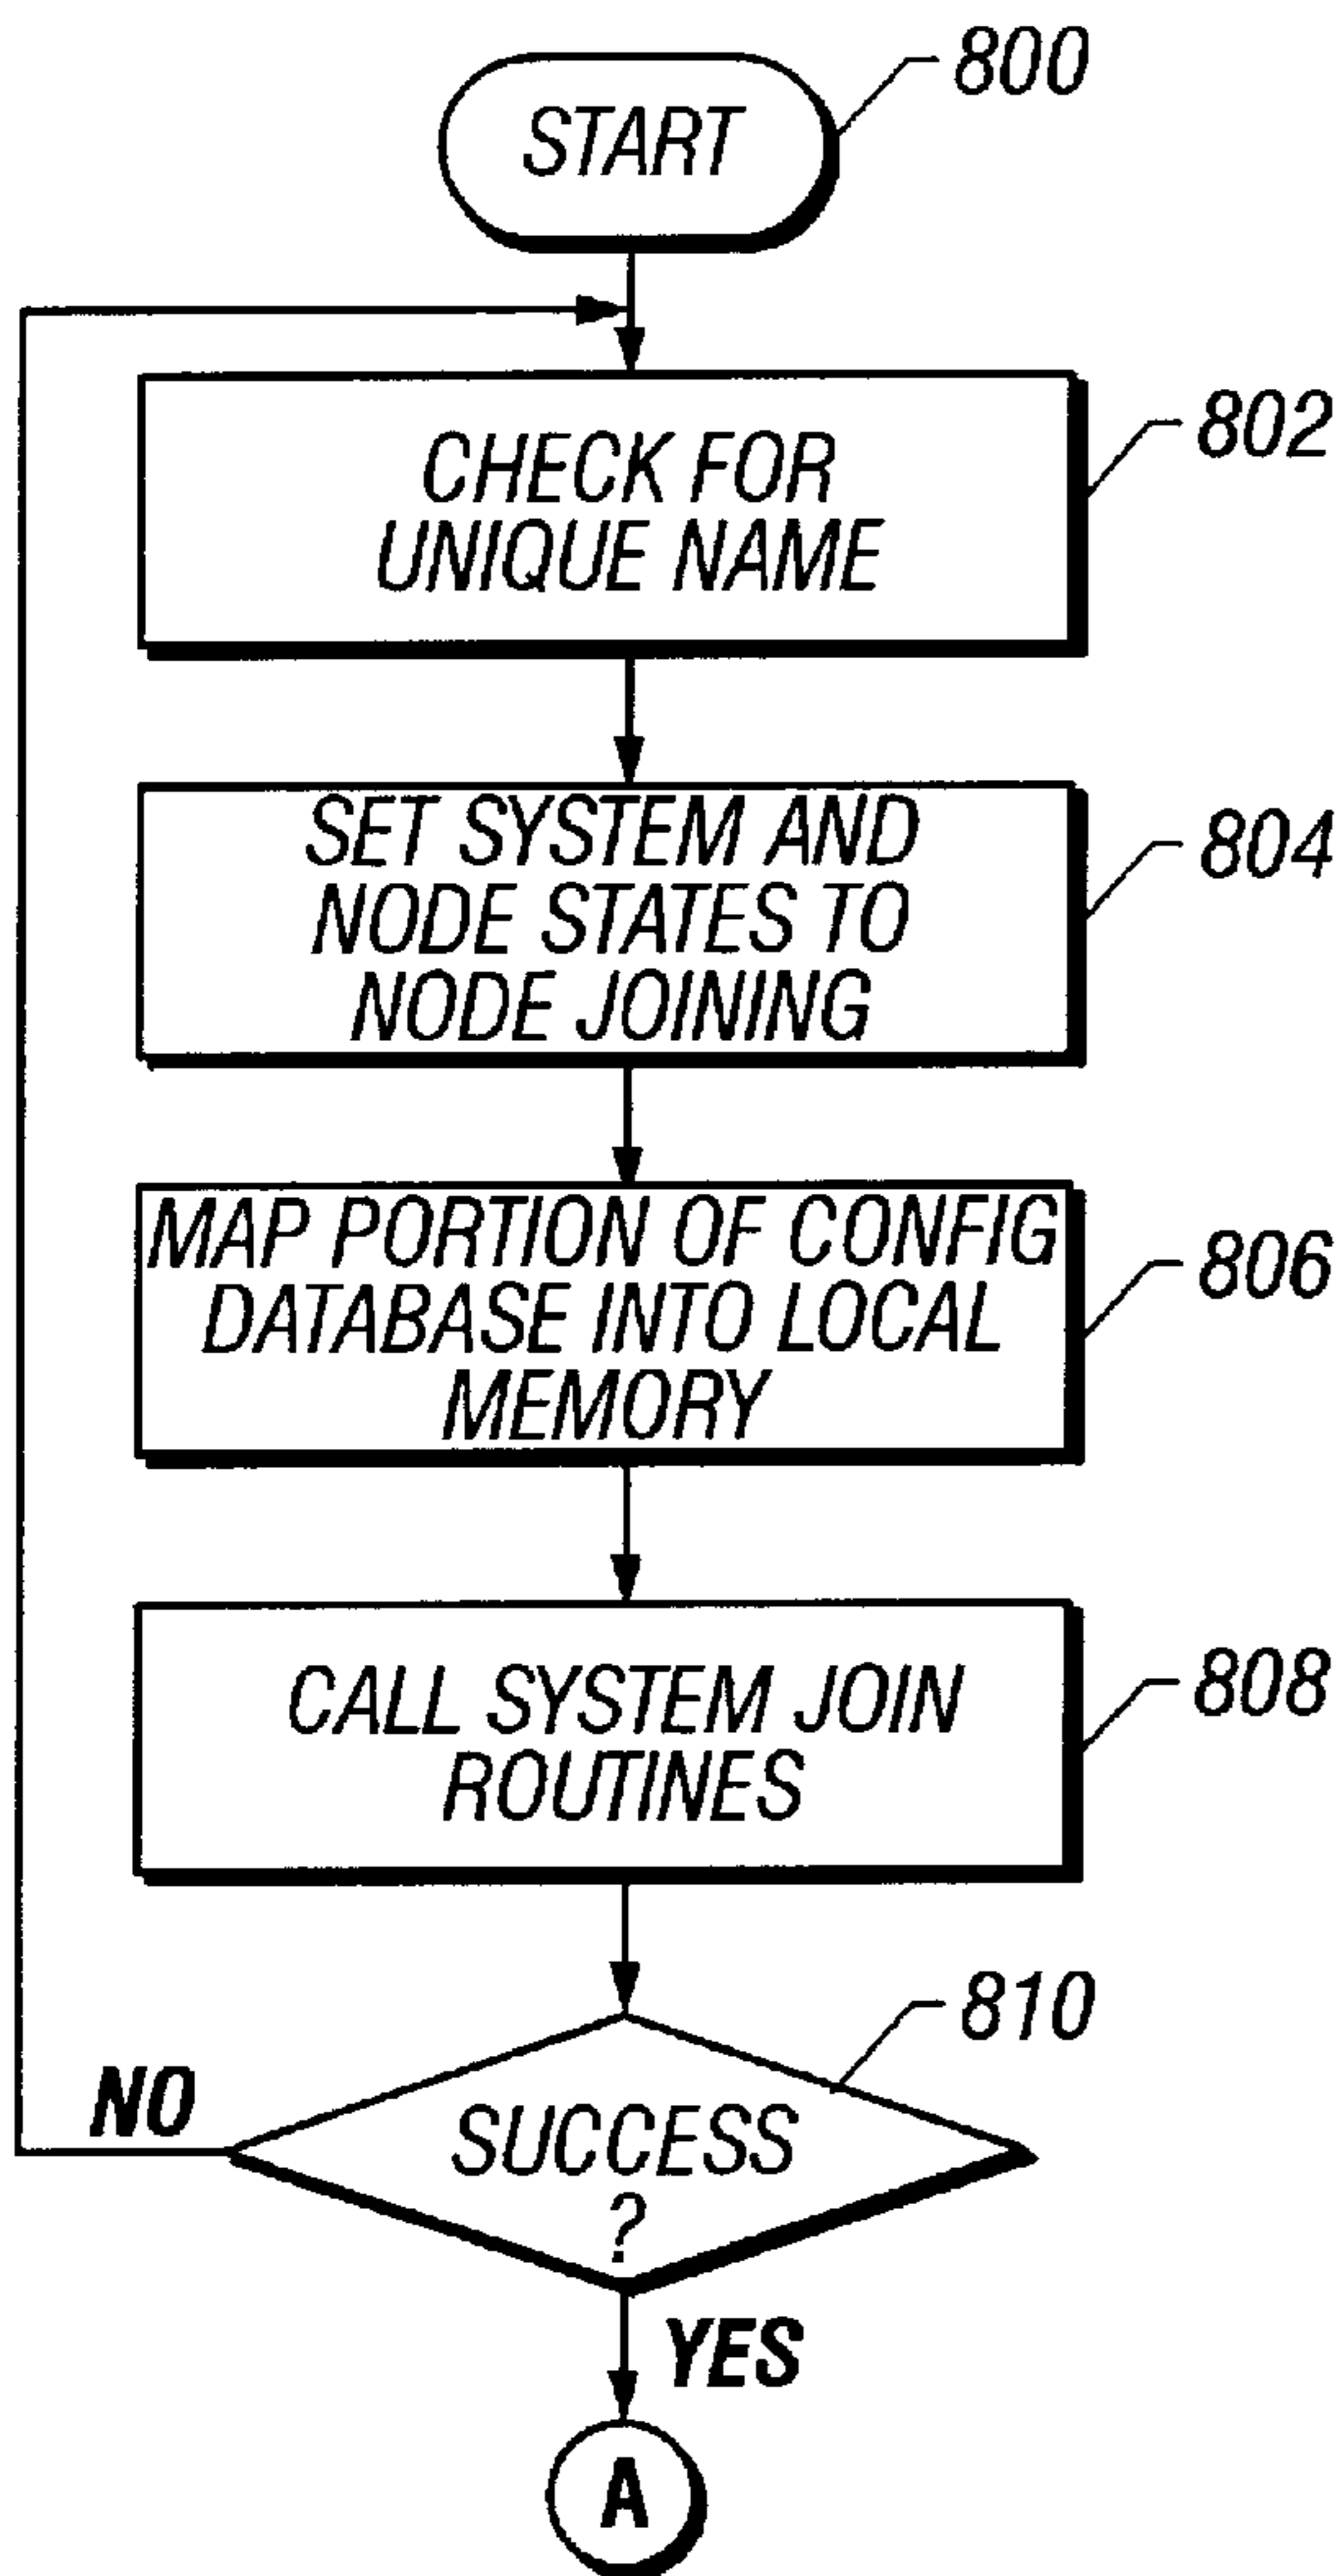 START
800
CHECK FOR
UNIQUE NAME
802
SET SYSTEM AND
NODE STATES TO
NODE JOINING
804
MAP PORTION OF CONFIG
DATABASE INTO LOCAL
MEMORY
806
CALL SYSTEM JOIN
ROUTINES
808
810
NO
SUCCESS
?
YES
A